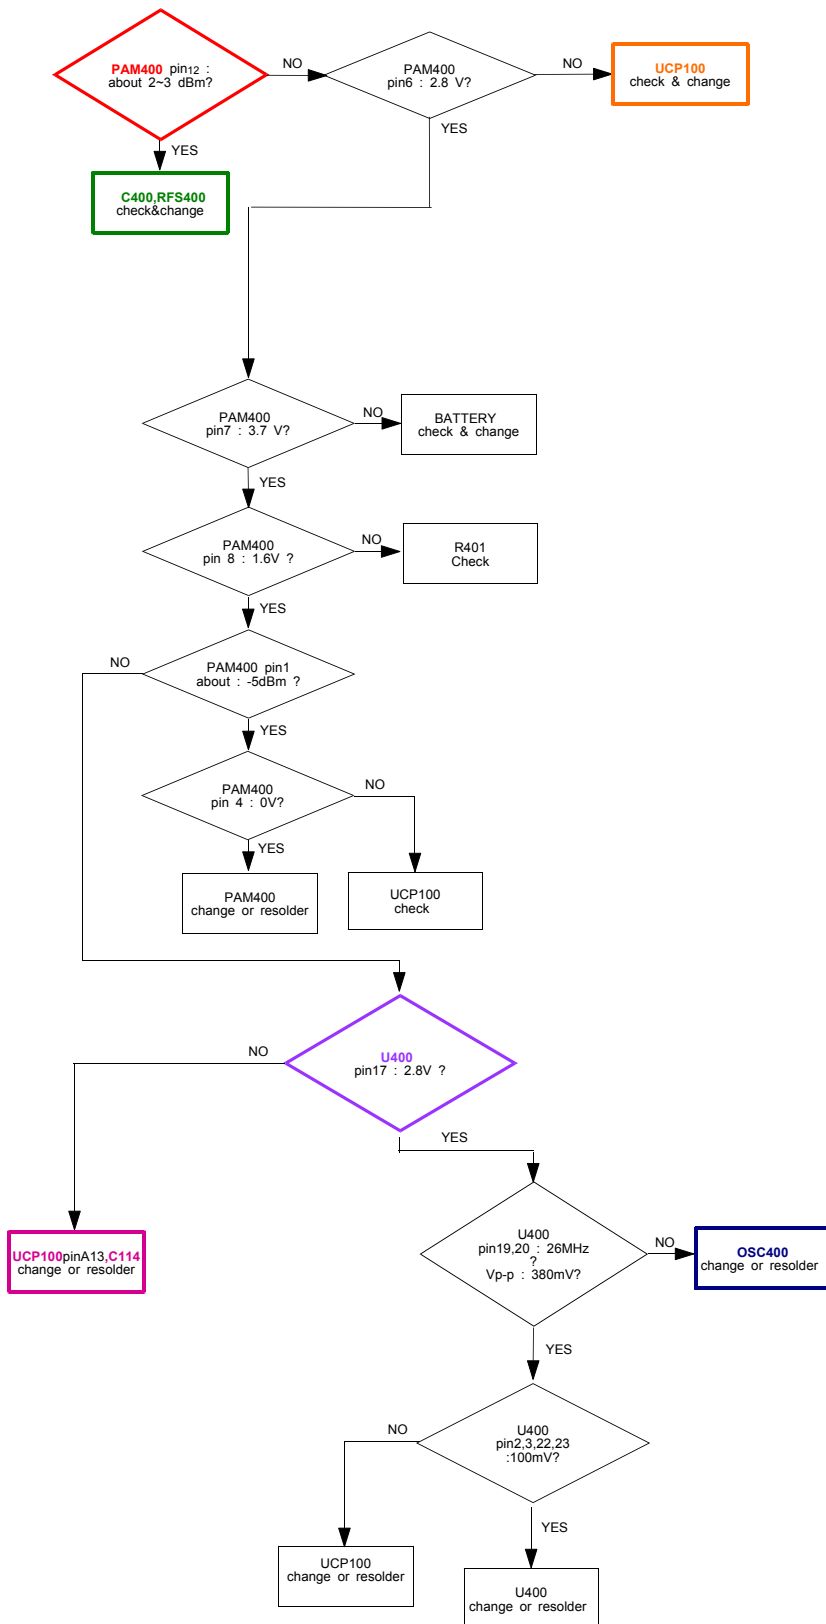 PAM400 pin12 :
about 2~3 dBm?
NO
PAM400
pin6 : 2.8 V?
NO
UCP100
check & change
YES
YES
C400,RFS400
check&change
PAM400
pin7 : 3.7 V?
NO
BATTERY
check & change
YES
PAM400
pin 8 : 1.6V ?
NO
R401
Check
YES
NO
PAM400 pin1
about : -5dBm ?
YES
PAM400
pin 4 : 0V?
NO
YES
PAM400
change or resolder
UCP100
check
NO
U400
pin17 : 2.8V ?
YES
UCP100pinA13,C114
change or resolder
U400
pin19,20 : 26MHz
?
Vp-p : 380mV?
NO
OSC400
change or resolder
YES
NO
U400
pin2,3,22,23
:100mV?
YES
UCP100
change or resolder
U400
change or resolder